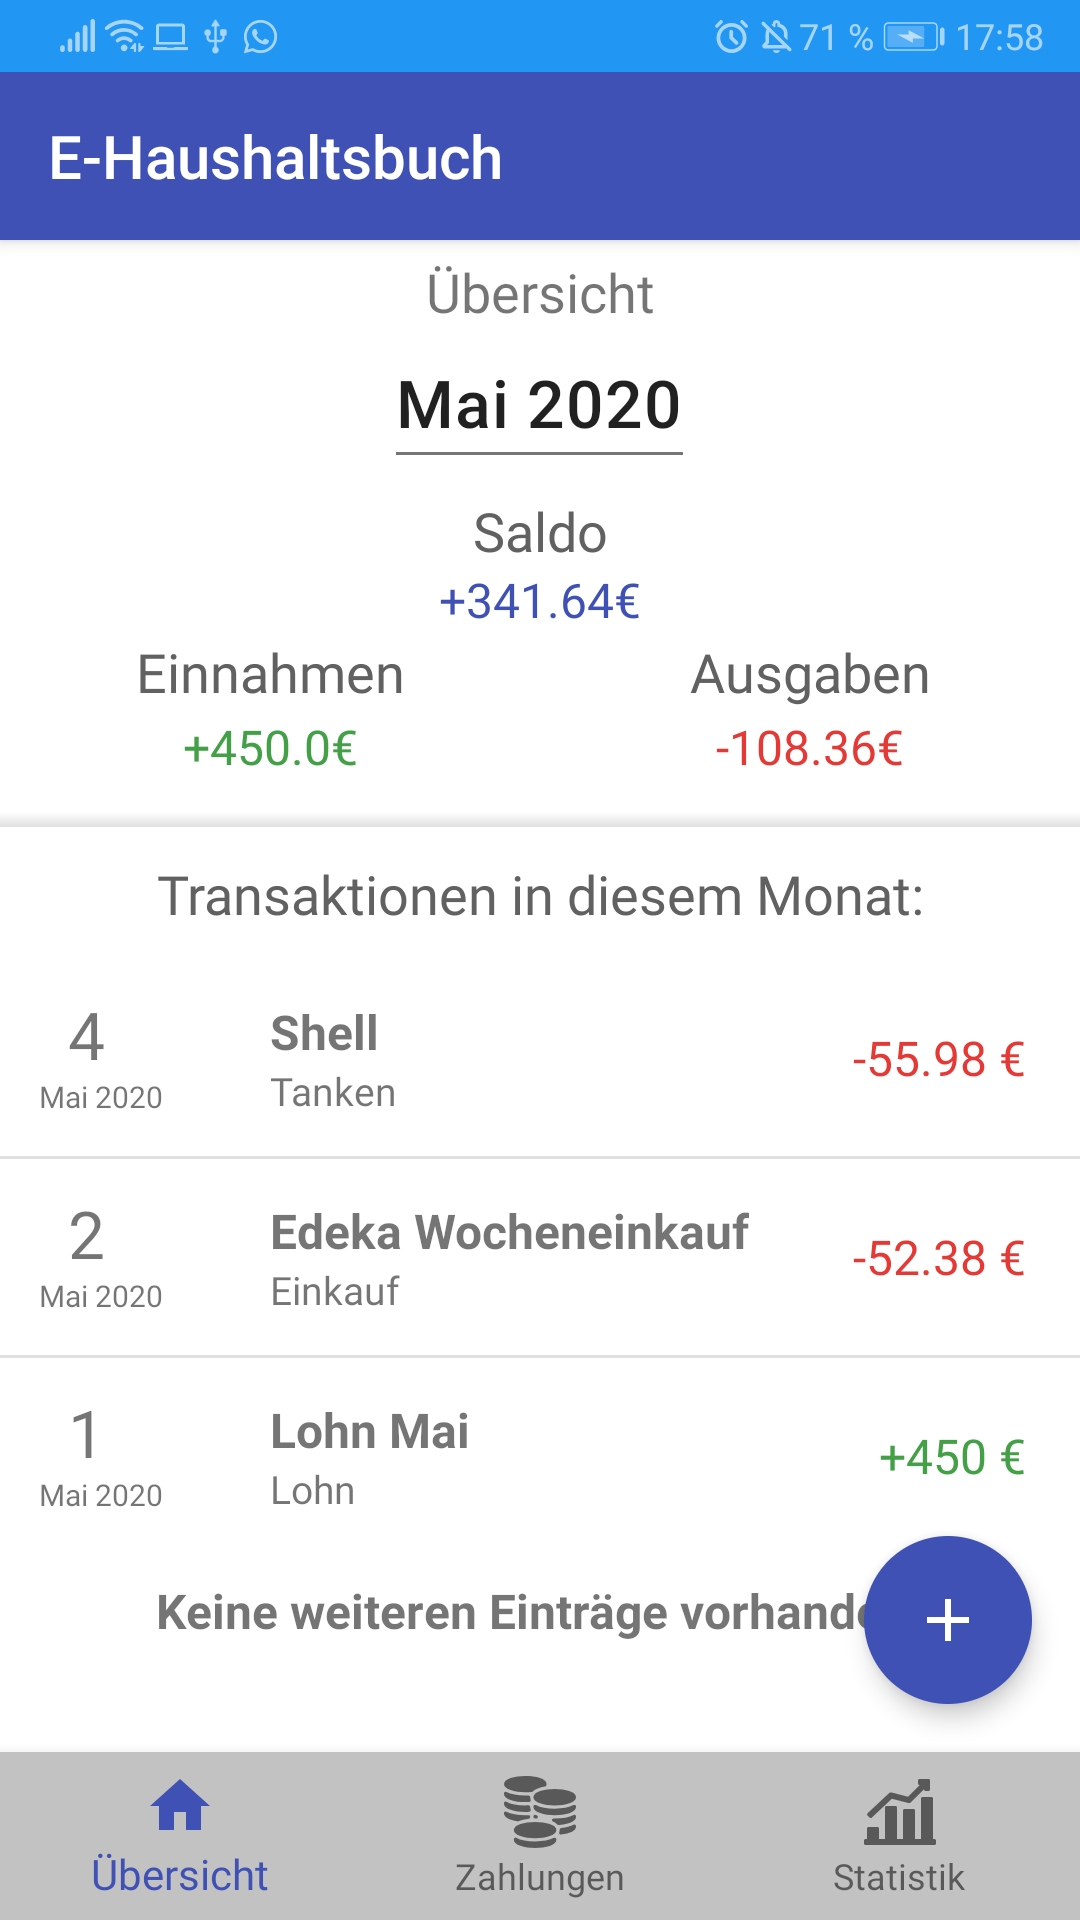 71 % 17:58
E-Haushaltsbuch
Übersicht
Mai 2020
Saldo
+341.64€
Einnahmen Ausgaben
+450.0€ -108.36€
Transaktionen in diesem Monat:
4 Shell -55.98 €
Mai 2020 Tanken
2 Edeka Wocheneinkauf -52.38 €
Mai 2020 Einkauf
1 Lohn Mai +450 €
Mai 2020 Lohn
Keine weiteren Einträge vorhande
Übersicht Zahlungen Statistik